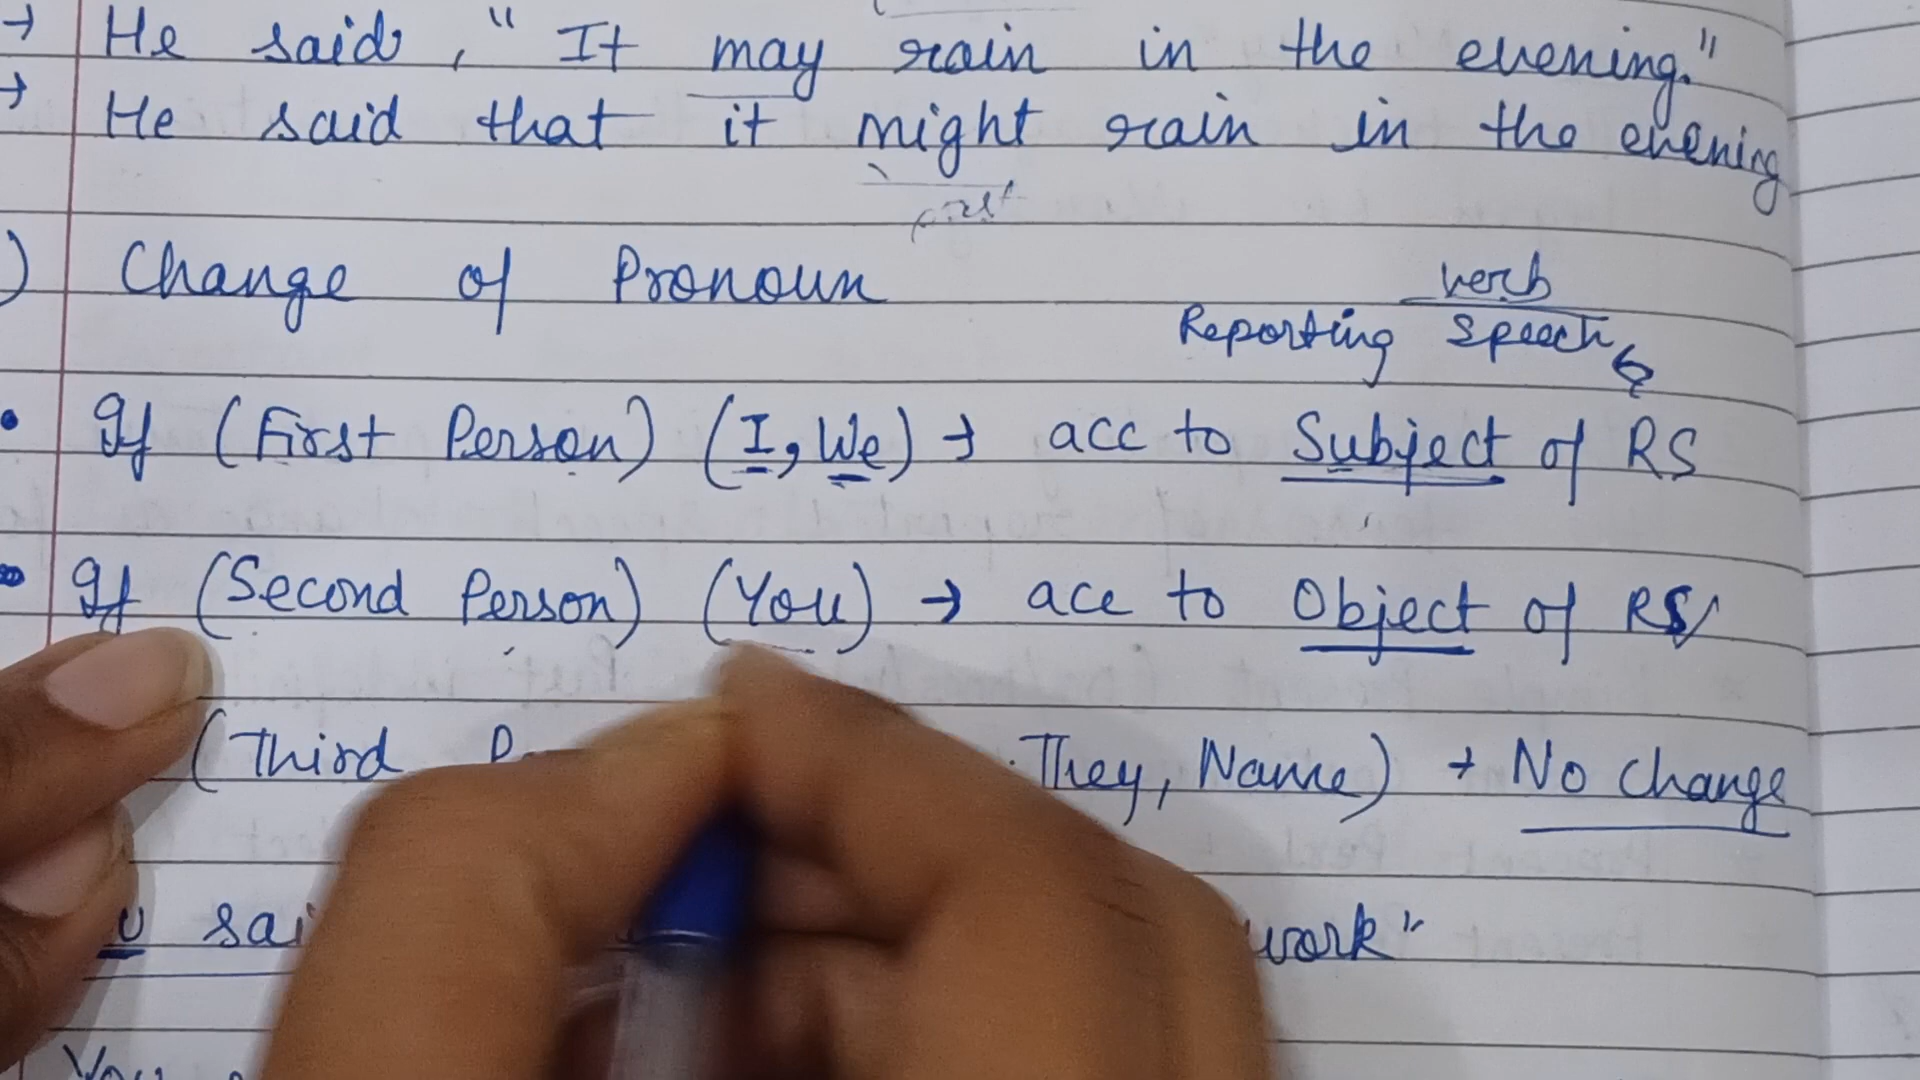 → He said, "It may rain in the evening."
→ He said that it might rain in the evening
past
) Change of Pronoun
verb
Reporting Speech
• If (First Person) (I, We) → acc to Subject of RS
• If (Second Person) (You) → acc to Object of RS
(Third They, Name) → No change
work"